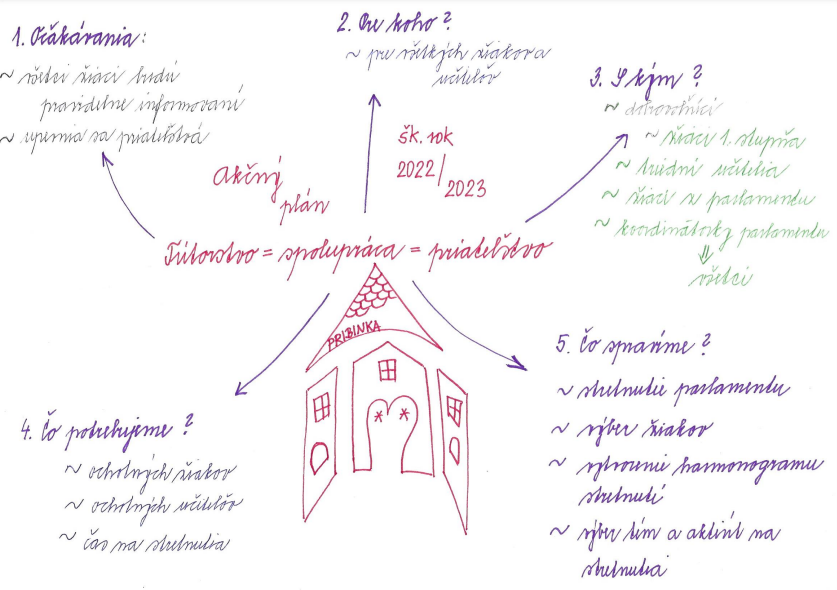 1. Očakávania:
~ všetci žiaci budú
pravidelne informovaní
~ upevnia sa priateľstvá
2. Pre koho?
~ pre všetkých žiakov a
učiteľov
3. S kým?
~ dobrovoľníci
~ žiaci 1. stupňa
~ triedni učitelia
~ žiaci z parlamentu
~ koordinátorky parlamentu
⇓
všetci
Akčný
plán
šk. rok
2022/
2023
Tútorstvo = spolupráca = priateľstvo
PRIBINKA
4. Čo potrebujeme?
~ ochotných žiakov
~ ochotných učiteľov
~ čas na stretnutia
5. Čo spravíme?
~ stretnutie parlamentu
~ výber žiakov
~ vytvorenie harmonogramu
stretnutí
~ výber tém a aktivít na
stretnutia